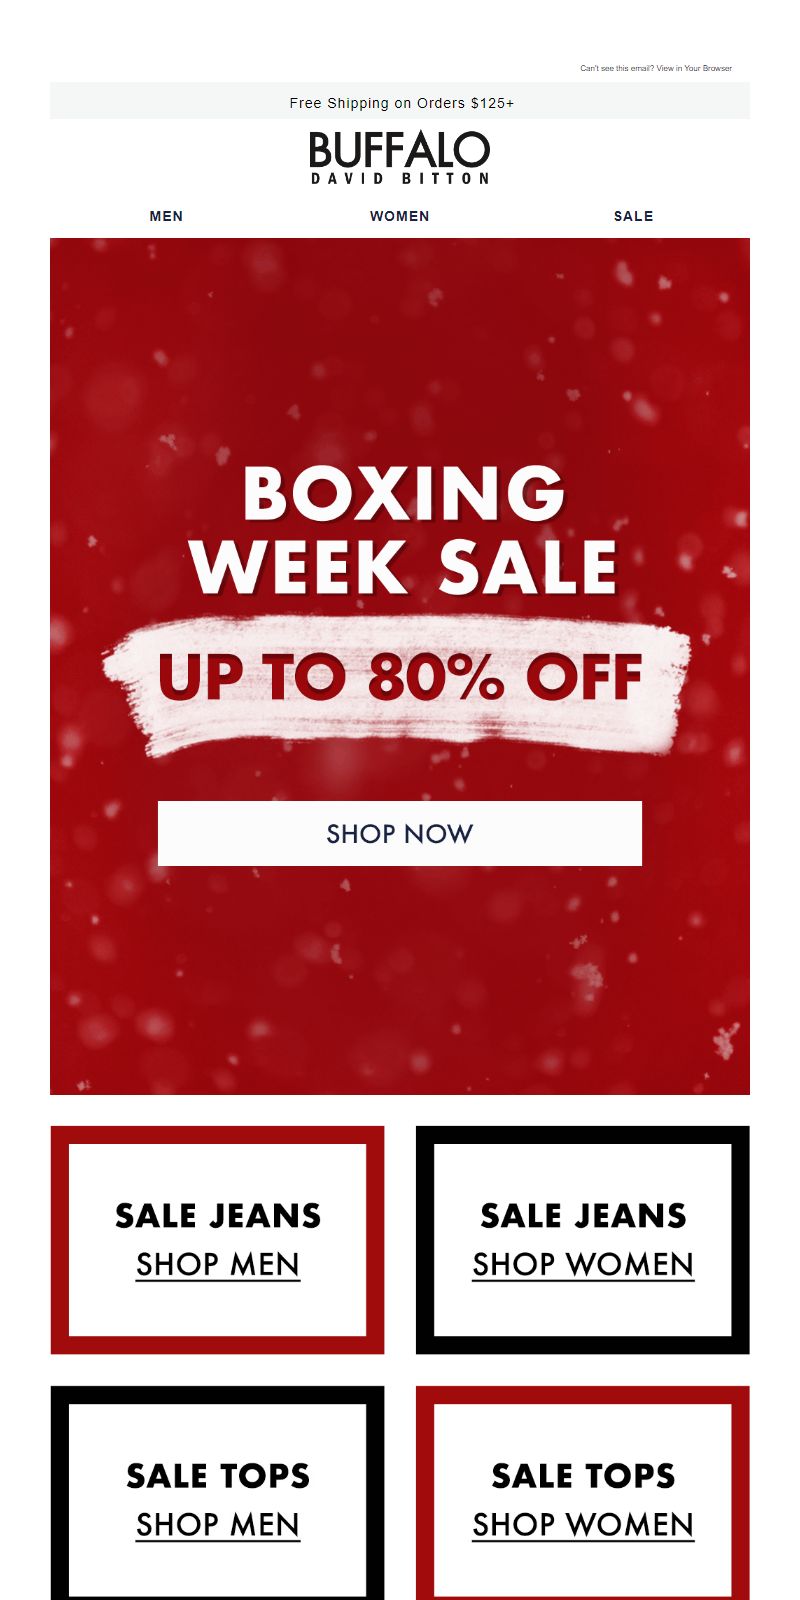 Can't see this email? View in Your Browser
Free Shipping on Orders $125+
BUFFALO
DAVID BITTON
MEN WOMEN SALE
BOXING
WEEK SALE
UP TO 80% OFF
SHOP NOW
SALE JEANS
SHOP MEN
SALE JEANS
SHOP WOMEN
SALE TOPS
SHOP MEN
SALE TOPS
SHOP WOMEN